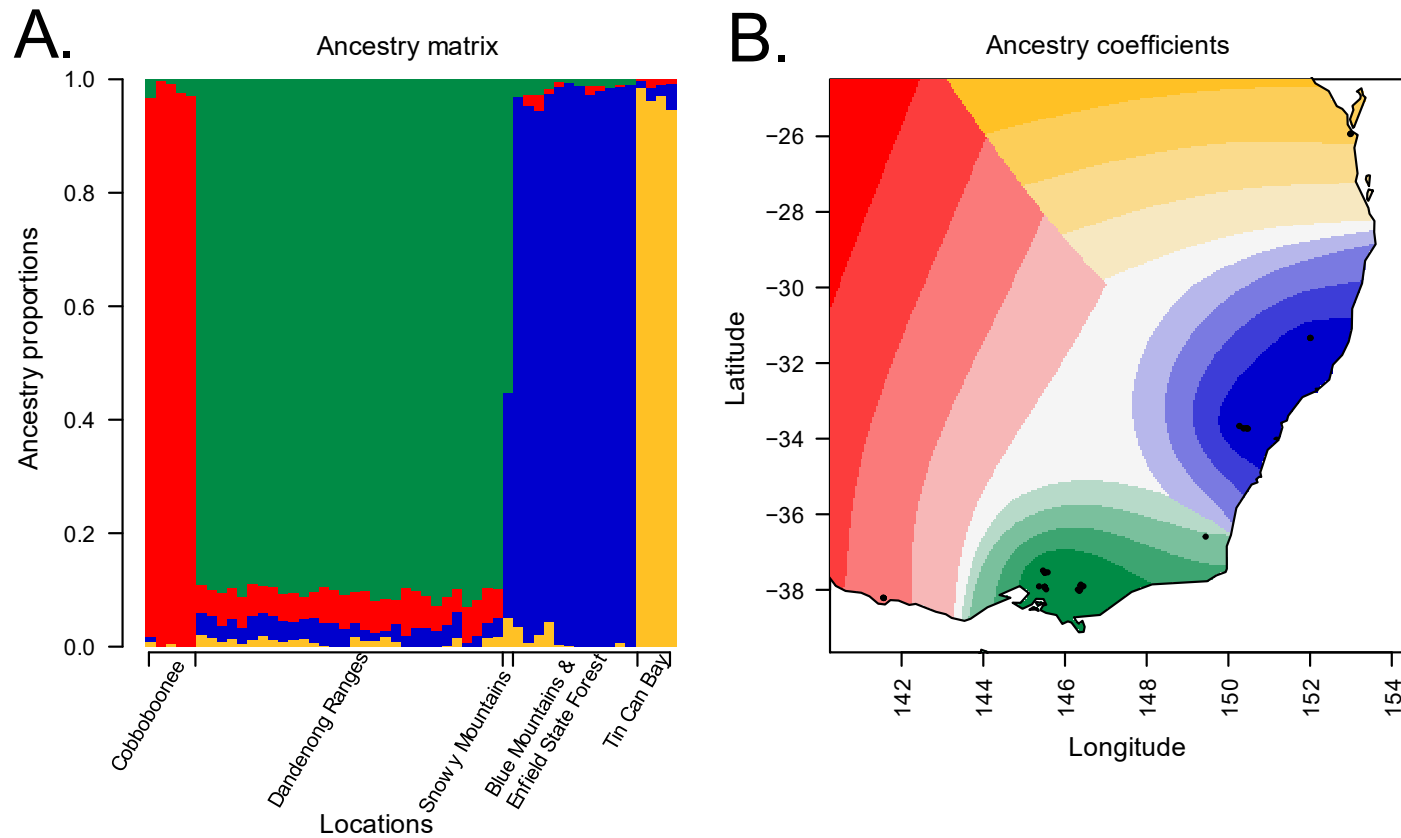 A.
Ancestry matrix
Ancestry proportions
1.0
0.8
0.6
0.4
0.2
0.0
Cobboboonee
Dandenong Ranges
Snowy Mountains
Blue Mountains &
Enfield State Forest
Tin Can Bay
Locations
B.
Ancestry coefficients
Latitude
−26
−28
−30
−32
−34
−36
−38
142
144
146
148
150
152
154
Longitude